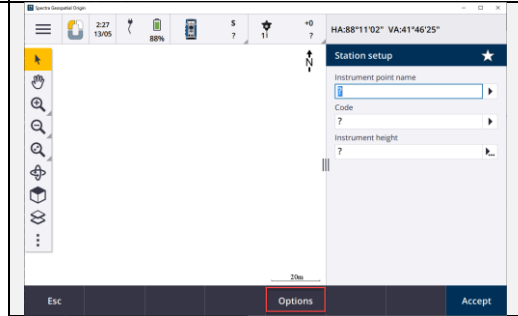 Spectra Geospatial Origin
2:27
13/05
88%
S
?
1
+0
?
HA:88°11'02" VA:41°46'25"
N
Station setup
Instrument point name
?
Code
?
Instrument height
?
20m
Esc
Options
Accept